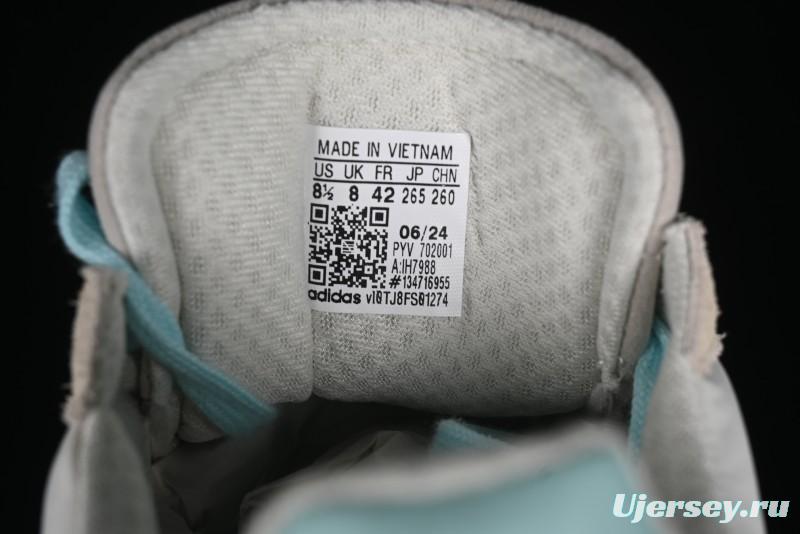 MADE IN VIETNAM
US UK FR JP CHN
8½ 8 42 265 260
06/24
PYV 702001
A:IH7988
#134716955
adidas vl0TJ8FS01274
Ujersey.ru